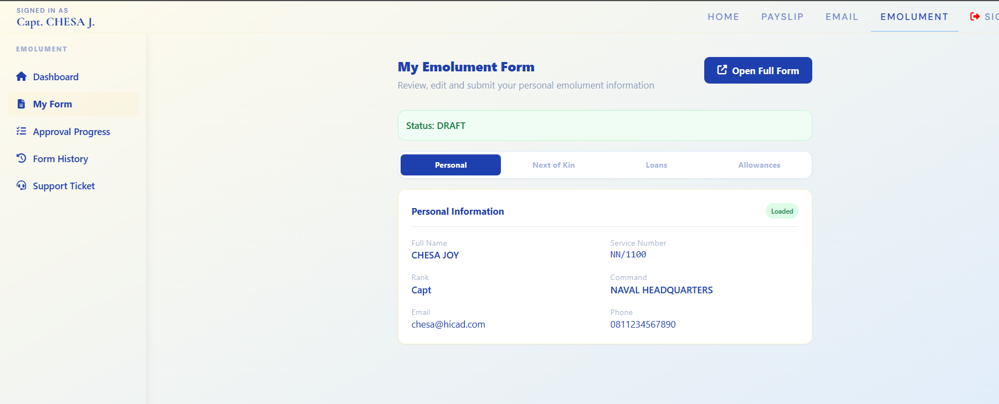 SIGNED IN AS
Capt. CHESA J.
HOME PAYSLIP EMAIL EMOLUMENT
EMOLUMENT
Dashboard
My Form
Approval Progress
Form History
Support Ticket
My Emolument Form
Review, edit and submit your personal emolument information
Open Full Form
Status: DRAFT
Personal Next of Kin Loans Allowances
Personal Information
Loaded
Full Name
CHESA JOY
Service Number
NN/1100
Rank
Capt
Command
NAVAL HEADQUARTERS
Email
chesa@hicad.com
Phone
0811234567890